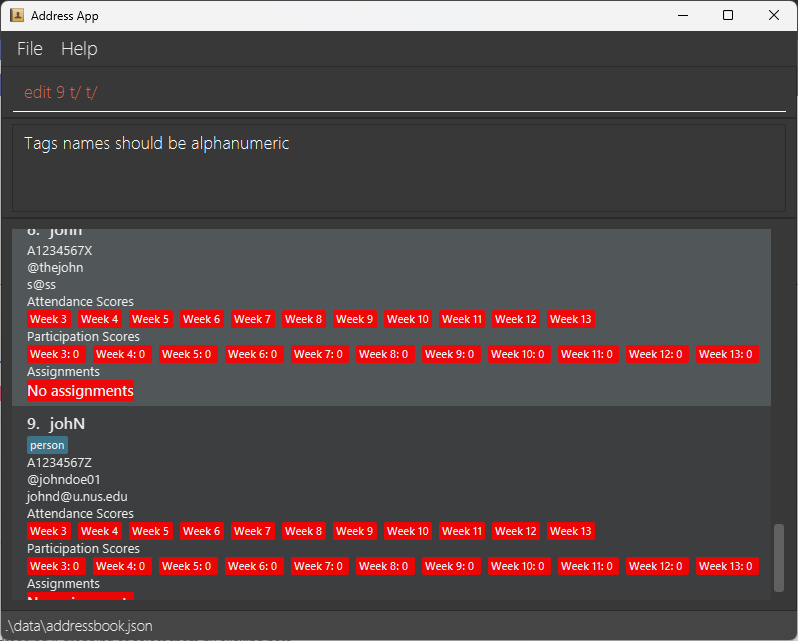 Address App
File Help
edit 9 t/ t/
Tags names should be alphanumeric
8. john
A1234567X
@thejohn
s@ss
Attendance Scores
Week 3 Week 4 Week 5 Week 6 Week 7 Week 8 Week 9 Week 10 Week 11 Week 12 Week 13
Participation Scores
Week 3: 0 Week 4: 0 Week 5: 0 Week 6: 0 Week 7: 0 Week 8: 0 Week 9: 0 Week 10: 0 Week 11: 0 Week 12: 0 Week 13: 0
Assignments
No assignments
9. johN
person
A1234567Z
@johndoe01
johnd@u.nus.edu
Attendance Scores
Week 3 Week 4 Week 5 Week 6 Week 7 Week 8 Week 9 Week 10 Week 11 Week 12 Week 13
Participation Scores
Week 3: 0 Week 4: 0 Week 5: 0 Week 6: 0 Week 7: 0 Week 8: 0 Week 9: 0 Week 10: 0 Week 11: 0 Week 12: 0 Week 13: 0
Assignments
.\data\addressbook.json